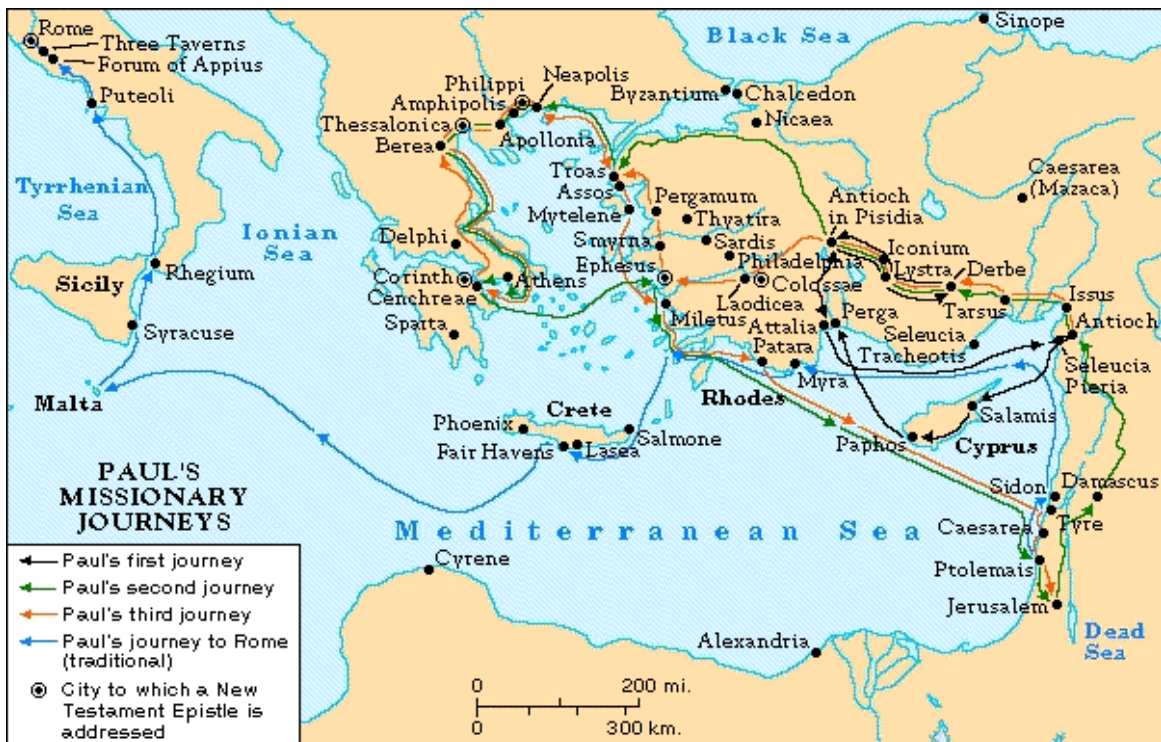 Rome
Three Taverns
Forum of Appius
Puteoli
Tyrrhenian
Sea
Ionian
Sea
Sicily
Rhegium
Syracuse
Malta
Black Sea
Sinope
Byzantium
Chalcedon
Nicaea
Philippi
Neapolis
Amphipolis
Thessalonica
Apollonia
Berea
Troas
Assos
Mytelene
Pergamum
Thyatira
Smyrna
Sardis
Ephesus
Philadelphia
Colossae
Laodicea
Miletus
Delphi
Corinth
Athens
Cenchreae
Sparta
Caesarea
(Mazaca)
Antioch
in Pisidia
Iconium
Lystra
Derbe
Tarsus
Issus
Antioch
Attalia
Perga
Patara
Seleucia
Tracheotis
Seleucia
Pieria
Myra
Rhodes
Salamis
Paphos
Cyprus
Crete
Phoenix
Salmone
Fair Havens
Lasea
Sidon
Damascus
Tyre
Caesarea
Ptolemais
Jerusalem
Dead
Sea
Mediterranean Sea
Cyrene
Alexandria
PAUL'S
MISSIONARY
JOURNEYS
Paul's first journey
Paul's second journey
Paul's third journey
Paul's journey to Rome
(traditional)
City to which a New
Testament Epistle is
addressed
0 200 mi.
0 300 km.